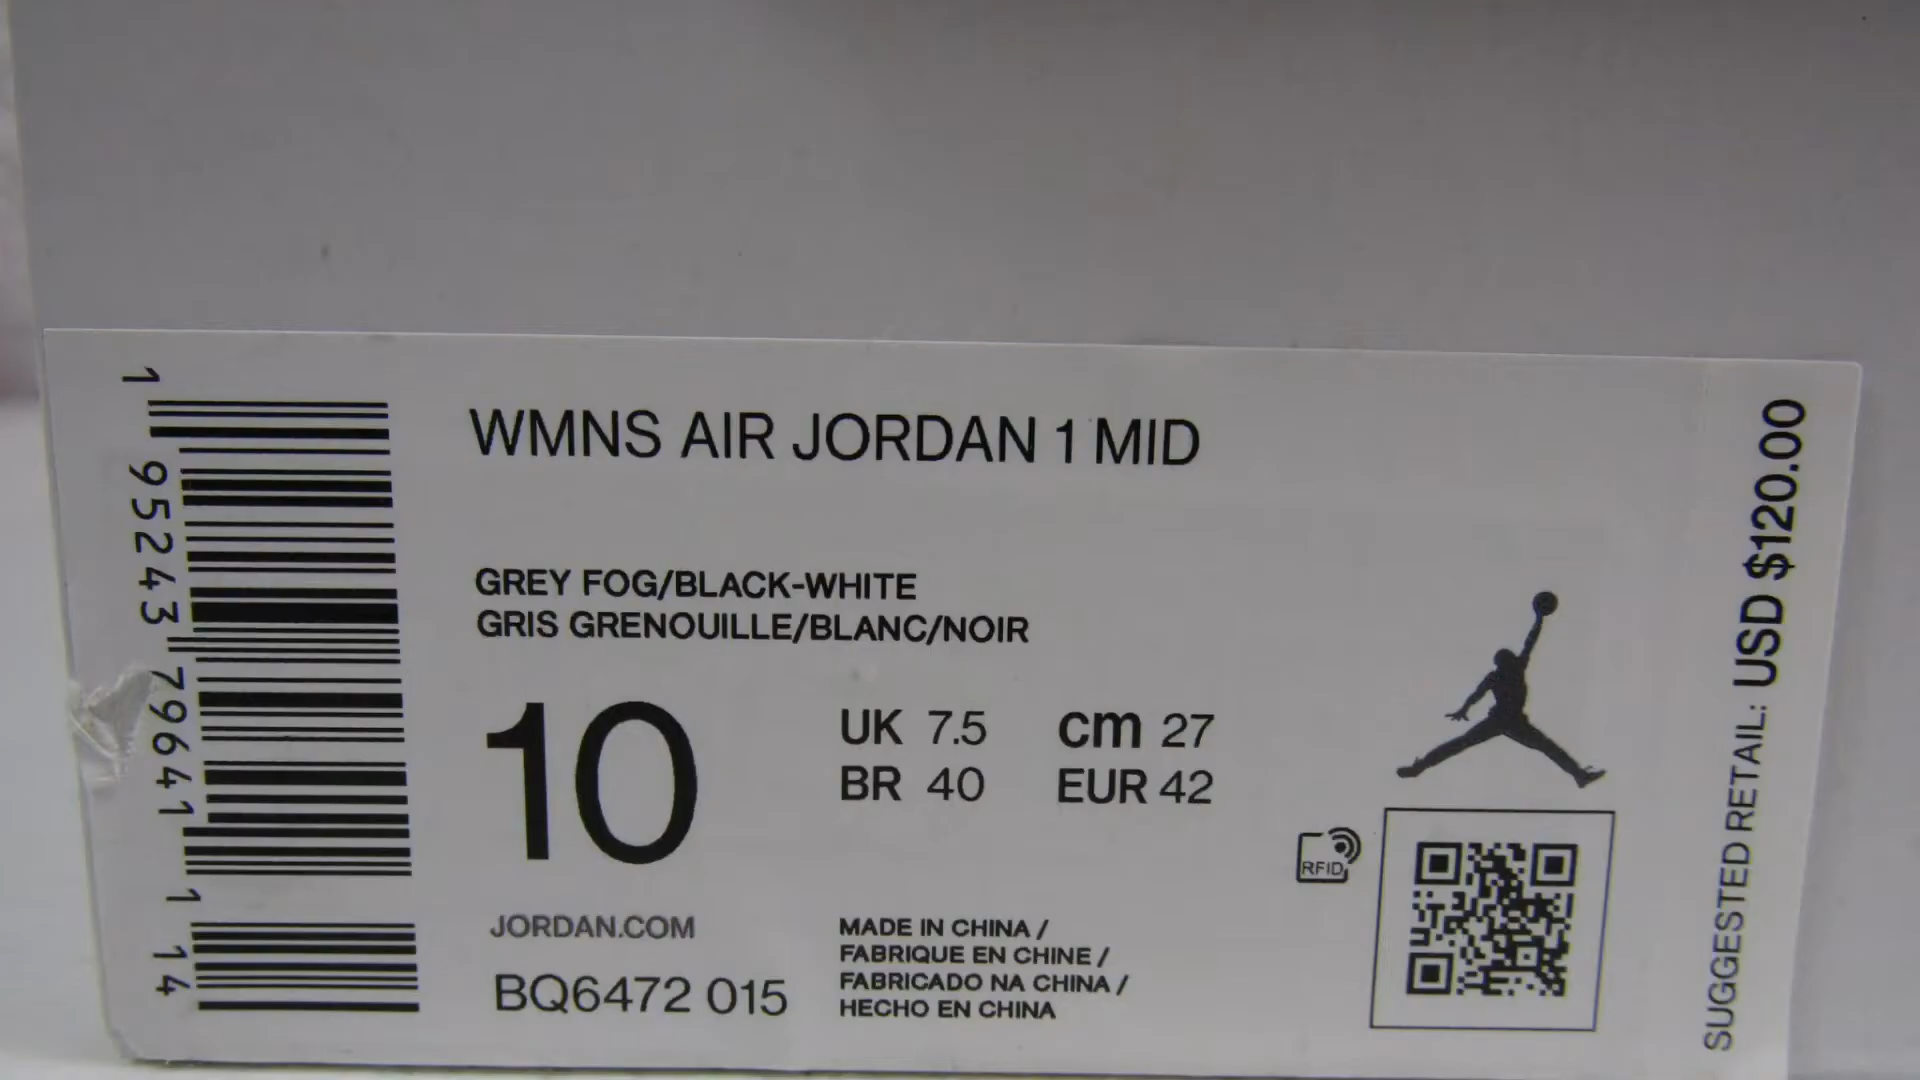 1 95243 79641 1 14
WMNS AIR JORDAN 1 MID
GREY FOG/BLACK-WHITE
GRIS GRENOUILLE/BLANC/NOIR
10
UK 7.5 cm 27
BR 40 EUR 42
RFID
JORDAN.COM
BQ6472 015
MADE IN CHINA /
FABRIQUE EN CHINE /
FABRICADO NA CHINA /
HECHO EN CHINA
SUGGESTED RETAIL: USD $120.00